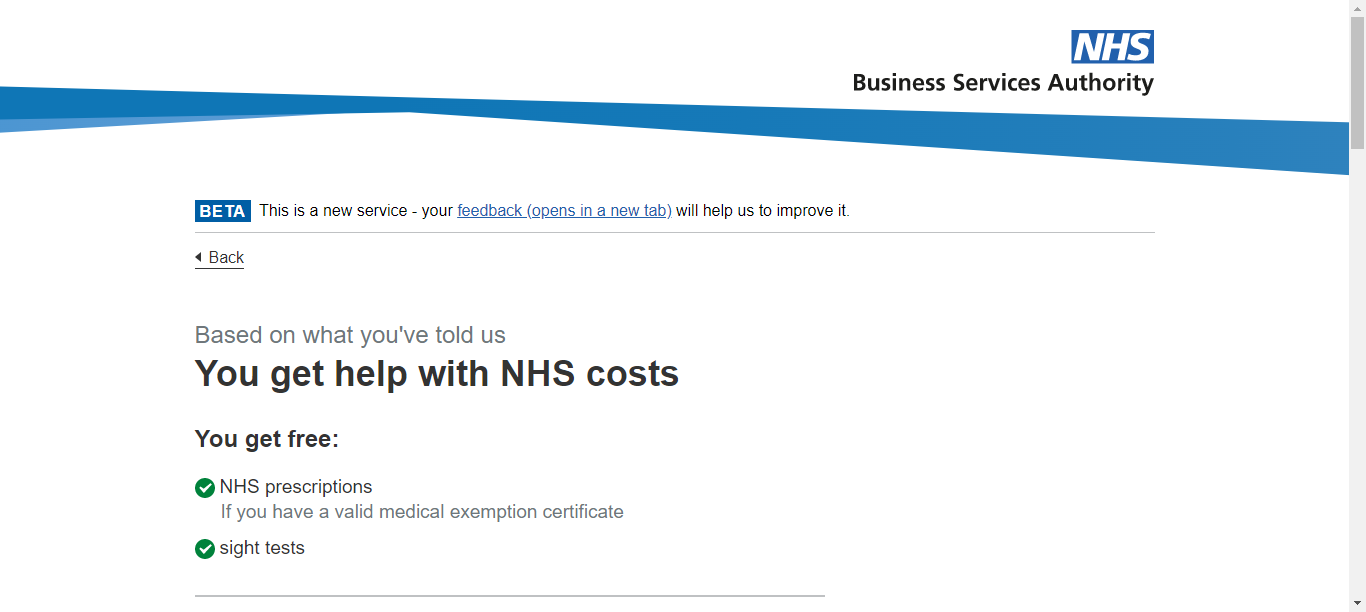 NHS
Business Services Authority
BETA This is a new service - your feedback (opens in a new tab) will help us to improve it.
Back
Based on what you've told us
You get help with NHS costs
You get free:
NHS prescriptions
If you have a valid medical exemption certificate
sight tests